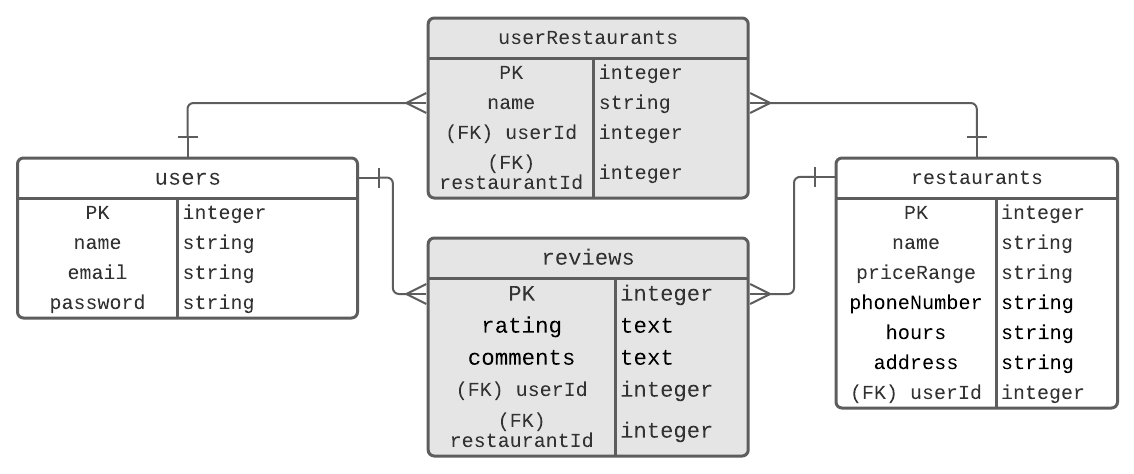 userRestaurants
PK integer
name string
(FK) userId integer
(FK)
restaurantId integer
users
PK integer
name string
email string
password string
reviews
PK integer
rating text
comments text
(FK) userId integer
(FK)
restaurantId integer
restaurants
PK integer
name string
priceRange string
phoneNumber string
hours string
address string
(FK) userId integer